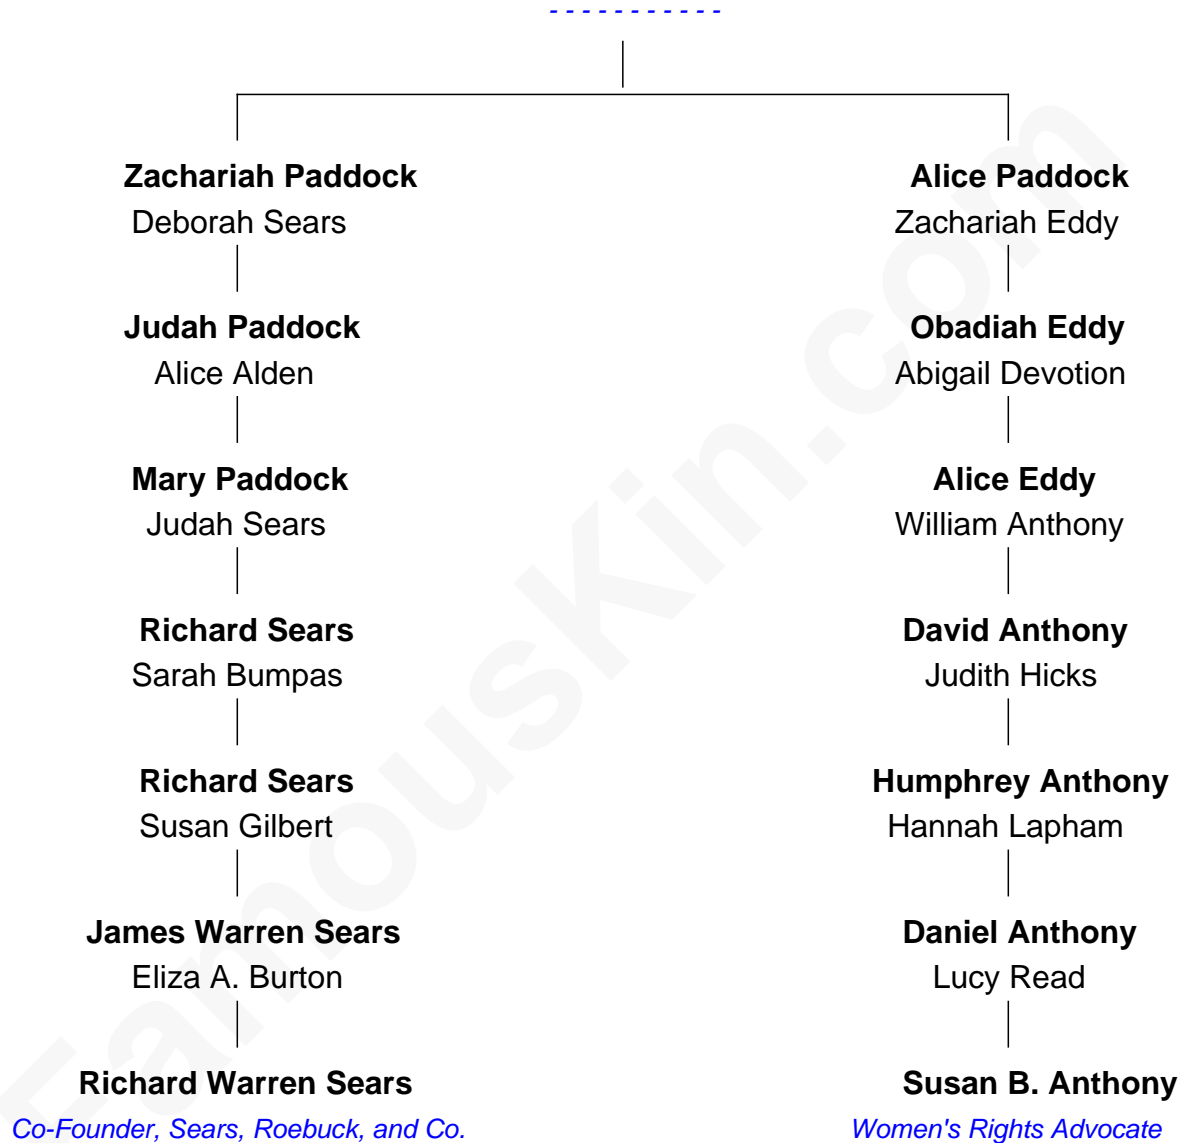 - - - - - - - - - - -
Zachariah Paddock
Deborah Sears
Judah Paddock
Alice Alden
Mary Paddock
Judah Sears
Richard Sears
Sarah Bumpas
Richard Sears
Susan Gilbert
James Warren Sears
Eliza A. Burton
Richard Warren Sears
Co-Founder, Sears, Roebuck, and Co.
Alice Paddock
Zachariah Eddy
Obadiah Eddy
Abigail Devotion
Alice Eddy
William Anthony
David Anthony
Judith Hicks
Humphrey Anthony
Hannah Lapham
Daniel Anthony
Lucy Read
Susan B. Anthony
Women's Rights Advocate
FamousKin.com